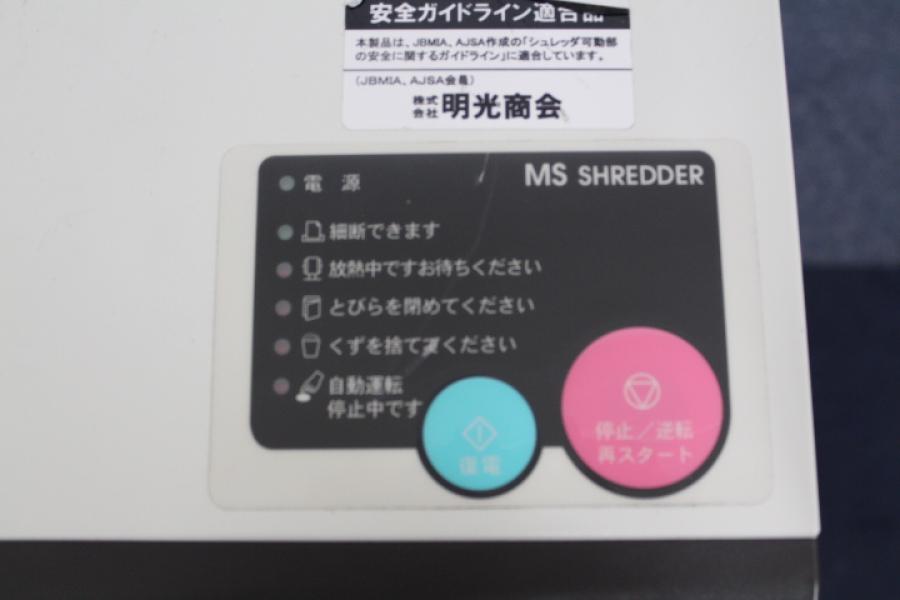 安全ガイドライン適合品
本製品は、JBMIA、AJSA作成の「シュレッダ可動部
の安全に関するガイドライン」に適合しています。
(JBMIA、AJSA会員)
株式会社 明光商会
MS SHREDDER
電 源
細断できます
放熱中ですお待ちください
とびらを閉めてください
くずを捨ててください
自動運転
停止中です
復電
停止/逆転
再スタート